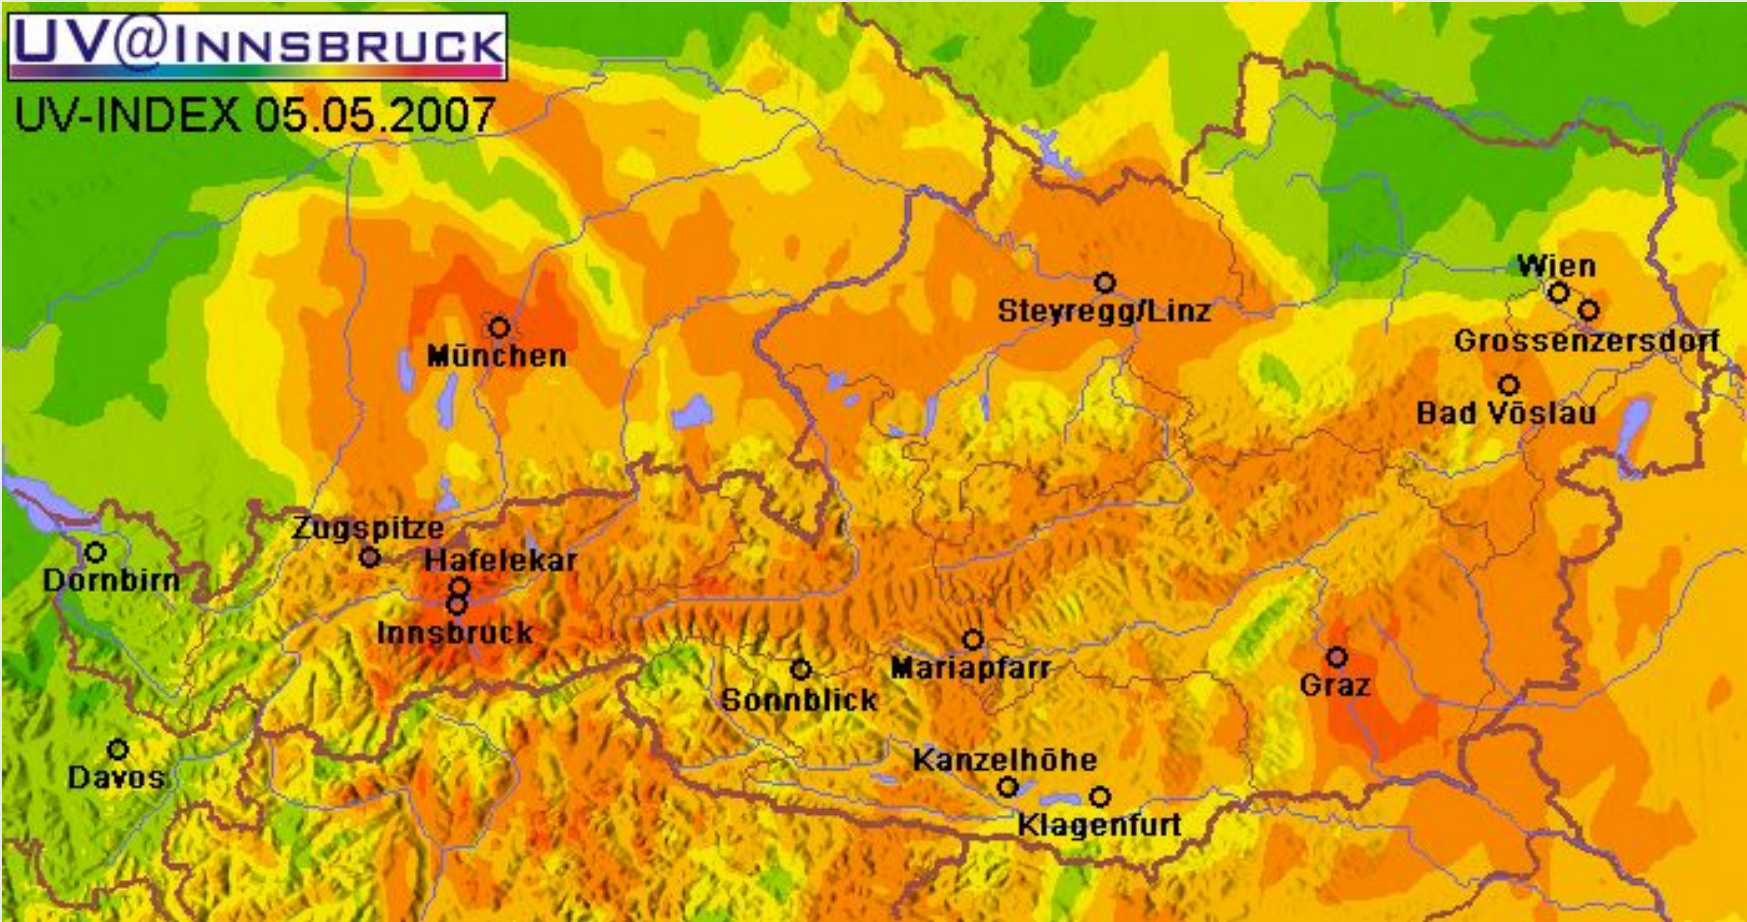 UV@INNSBRUCK
UV-INDEX 05.05.2007
Wien
Steyregg/Linz
Grossenzersdorf
München
Bad Vöslau
Zugspitze
Hafelekar
Dornbirn
Innsbruck
Mariapfarr
Graz
Sonnblick
Davos
Kanzelhöhe
Klagenfurt